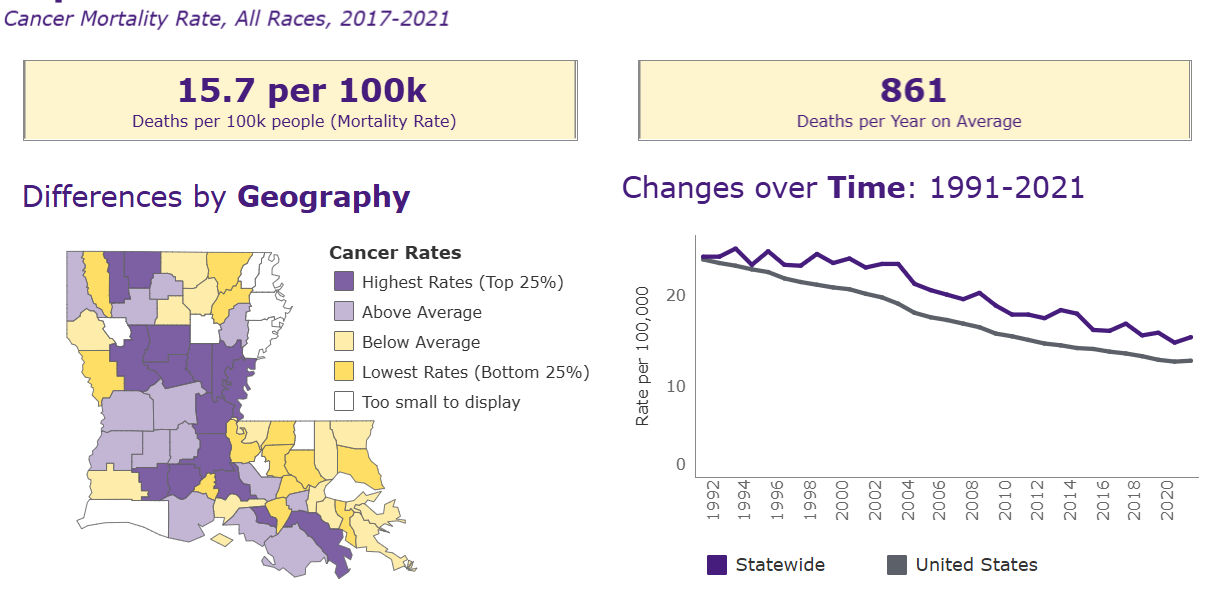 Cancer Mortality Rate, All Races, 2017-2021
15.7 per 100k
Deaths per 100k people (Mortality Rate)
861
Deaths per Year on Average
Differences by Geography
Changes over Time: 1991-2021
Cancer Rates
Highest Rates (Top 25%)
Above Average
Below Average
Lowest Rates (Bottom 25%)
Too small to display
Rate per 100,000
20
10
0
1992
1994
1996
1998
2000
2002
2004
2006
2008
2010
2012
2014
2016
2018
2020
Statewide
United States